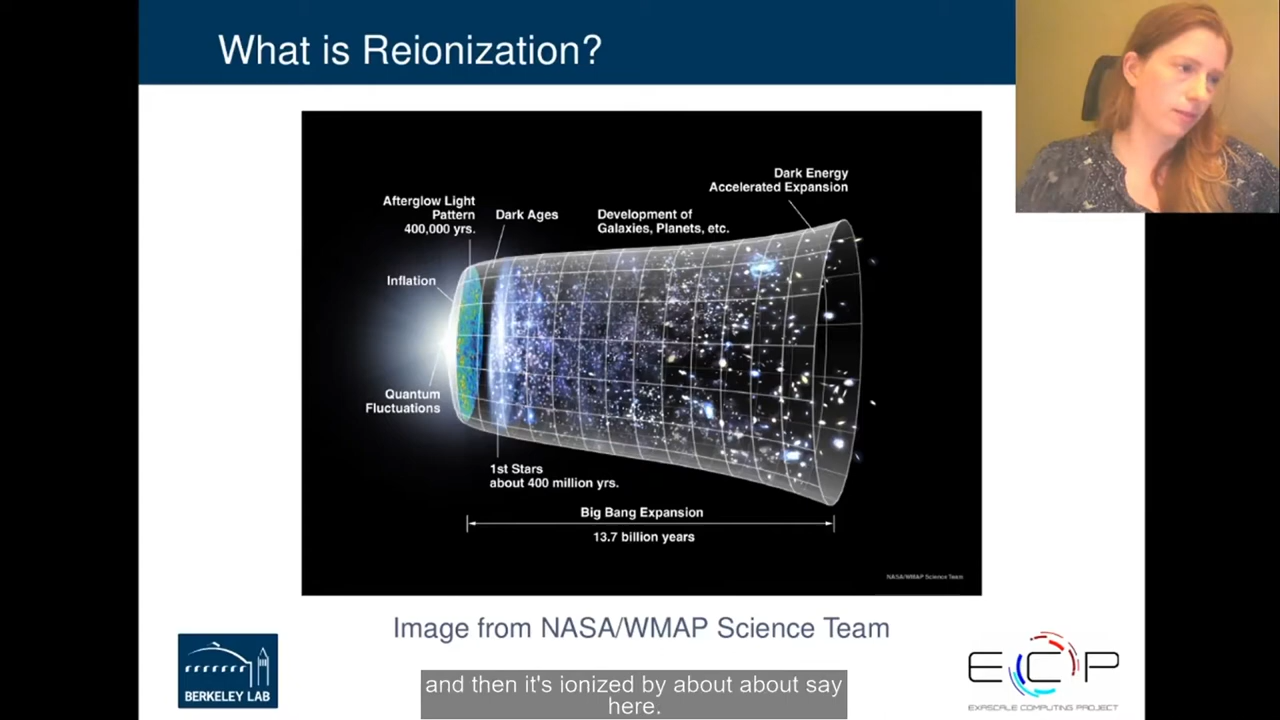 What is Reionization?
Dark Energy
Accelerated Expansion
Afterglow Light
Pattern
400,000 yrs.
Dark Ages
Development of
Galaxies, Planets, etc.
Inflation
Quantum
Fluctuations
1st Stars
about 400 million yrs.
Big Bang Expansion
13.7 billion years
NASA/WMAP Science Team
Image from NASA/WMAP Science Team
BERKELEY LAB
ECP
EXASCALE COMPUTING PROJECT
and then it's ionized by about about say
here.